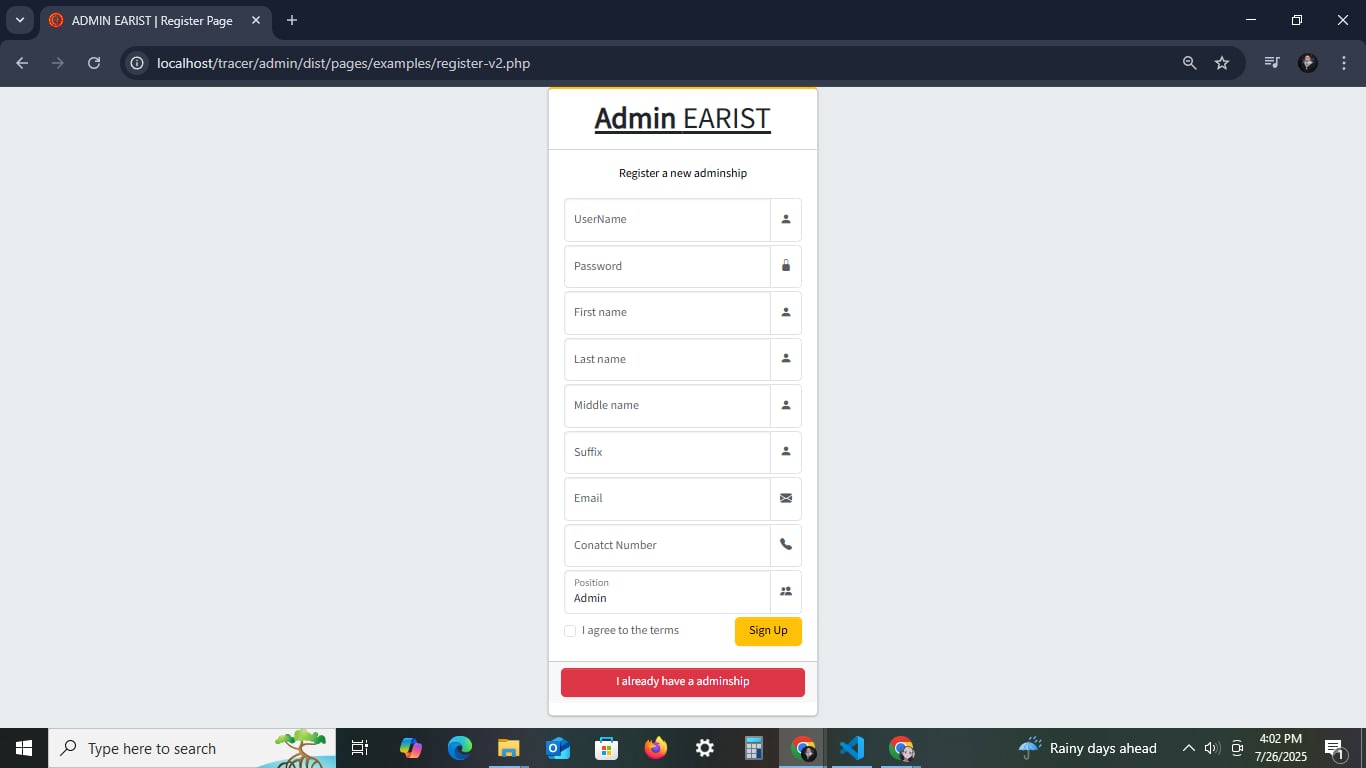 ADMIN EARIST | Register Page
localhost/tracer/admin/dist/pages/examples/register-v2.php
Admin EARIST
Register a new adminship
UserName
Password
First name
Last name
Middle name
Suffix
Email
Conatct Number
Position
Admin
I agree to the terms
Sign Up
I already have a adminship
Type here to search
Rainy days ahead
4:02 PM
7/26/2025
1